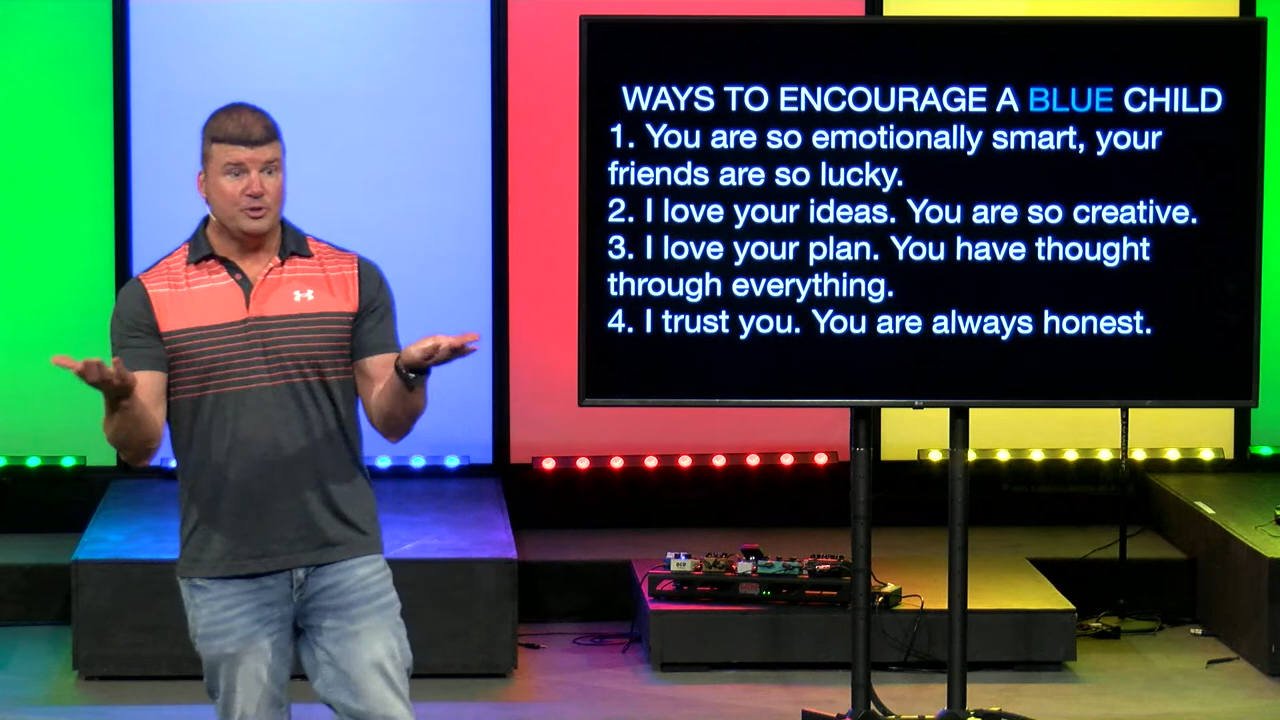 WAYS TO ENCOURAGE A BLUE CHILD
1. You are so emotionally smart, your
friends are so lucky.
2. I love your ideas. You are so creative.
3. I love your plan. You have thought
through everything.
4. I trust you. You are always honest.